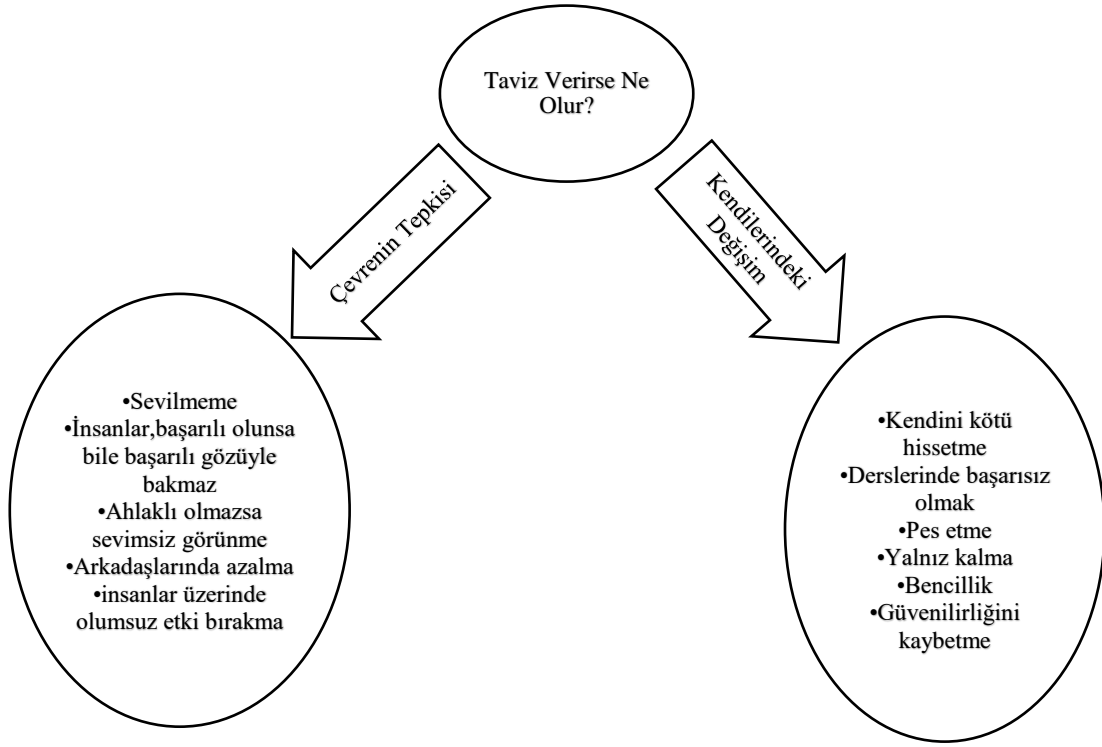 Taviz Verirse Ne
Olur?
Çevrenin Tepkisi
Kendilerindeki
Değişim
•Sevilmeme
•İnsanlar,başarılı olunsa
bile başarılı gözüyle
bakmaz
•Ahlaklı olmazsa
sevimsiz görünme
•Arkadaşlarında azalma
•insanlar üzerinde
olumsuz etki bırakma
•Kendini kötü
hissetme
•Derslerinde başarısız
olmak
•Pes etme
•Yalnız kalma
•Bencillik
•Güvenilirliğini
kaybetme